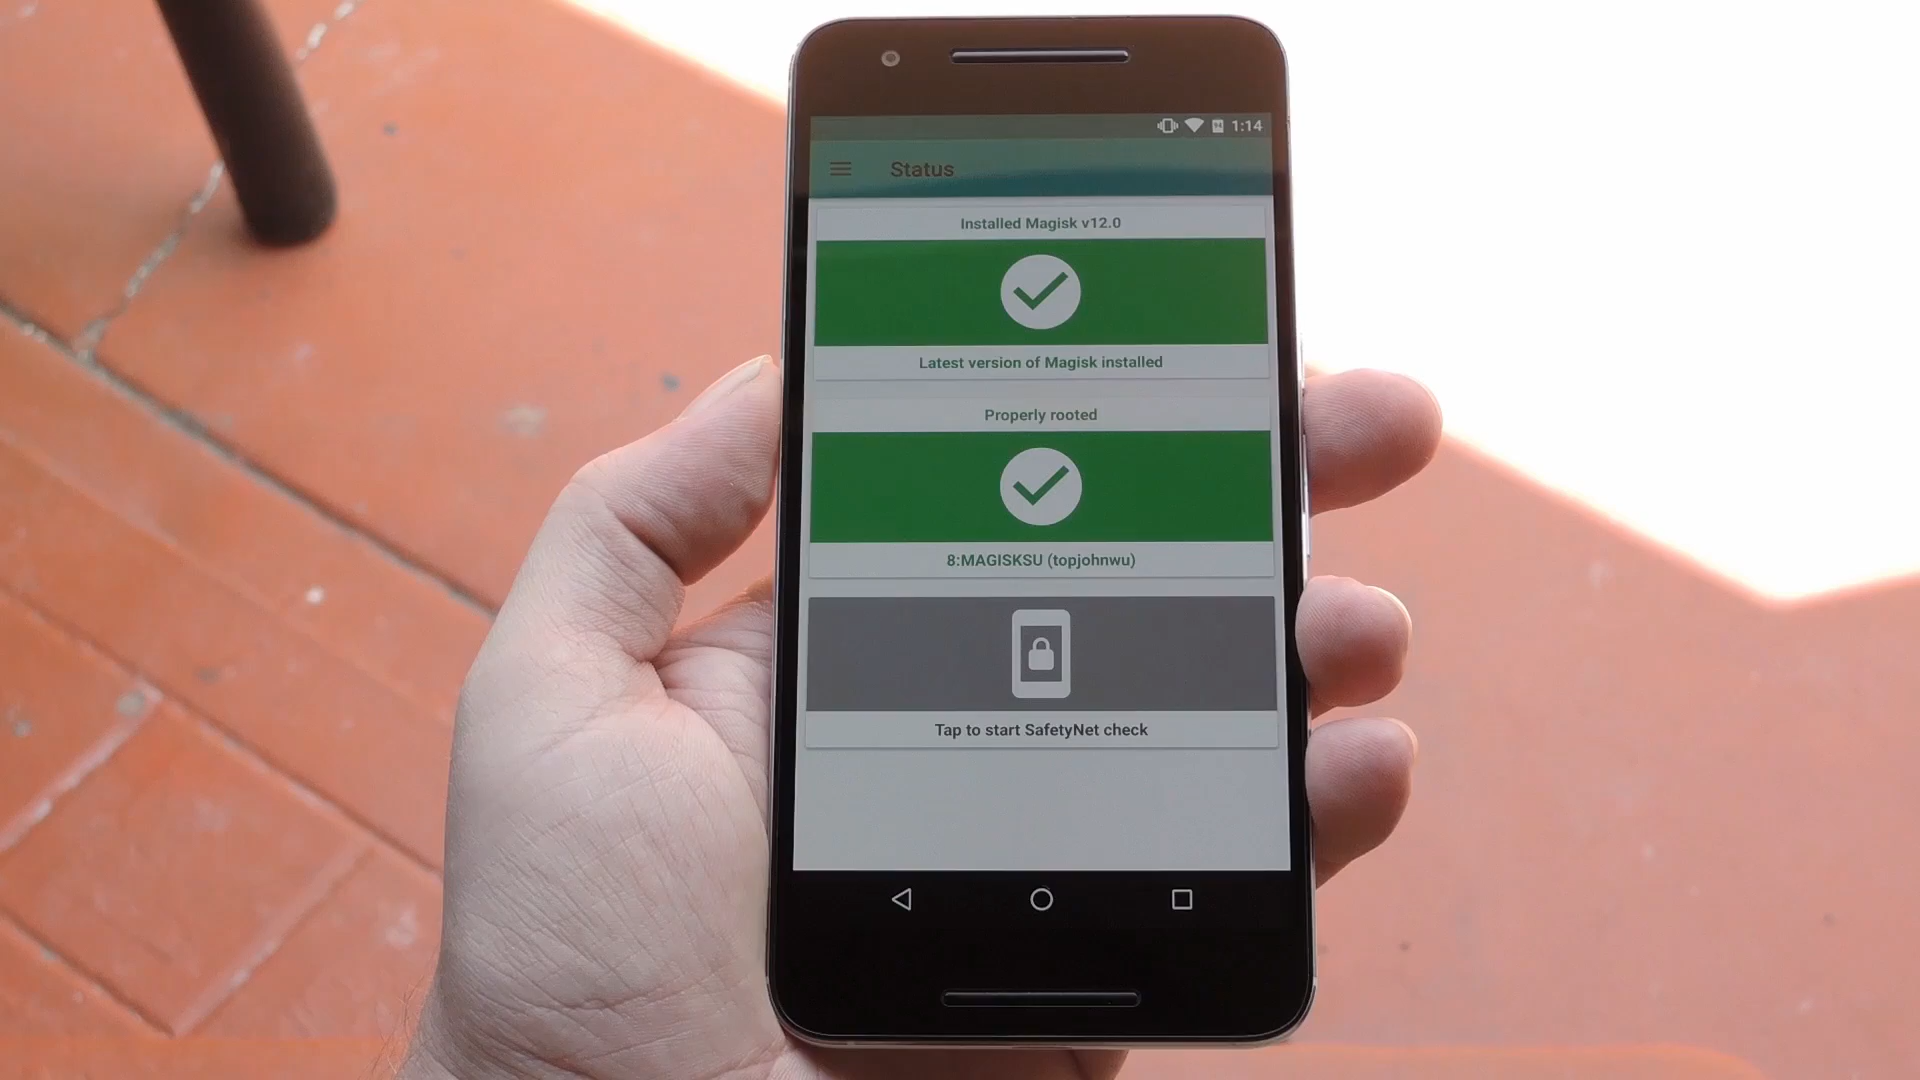 1:14
Status
Installed Magisk v12.0
Latest version of Magisk installed
Properly rooted
8:MAGISKSU (topjohnwu)
Tap to start SafetyNet check